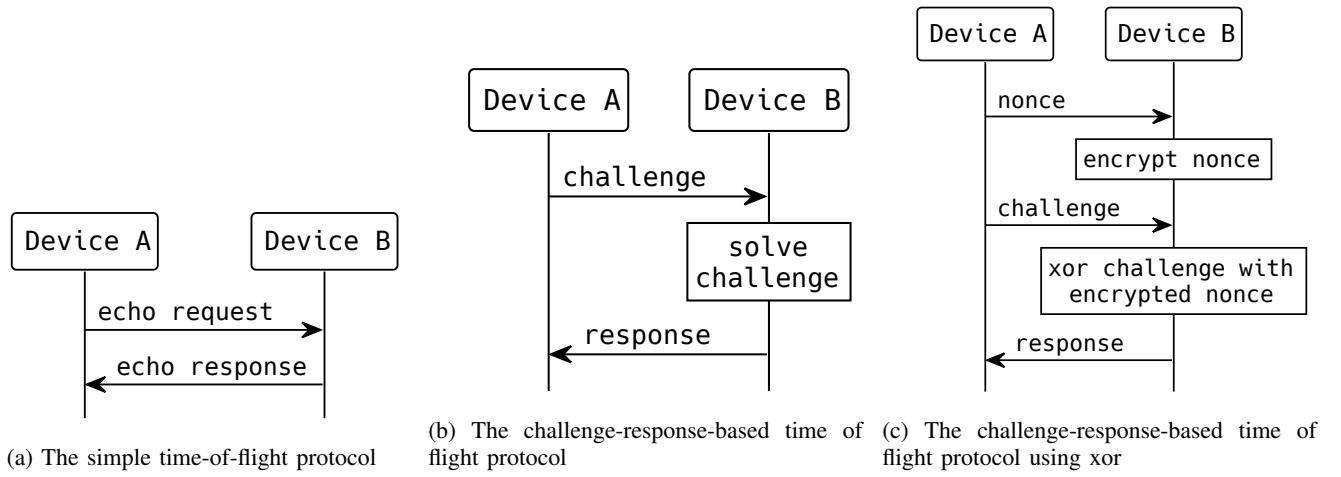 Device A
Device B
echo request
echo response
(a) The simple time-of-flight protocol
Device A
Device B
challenge
solve
challenge
response
(b) The challenge-response-based time of
flight protocol
Device A
Device B
nonce
encrypt nonce
challenge
xor challenge with
encrypted nonce
response
(c) The challenge-response-based time of
flight protocol using xor